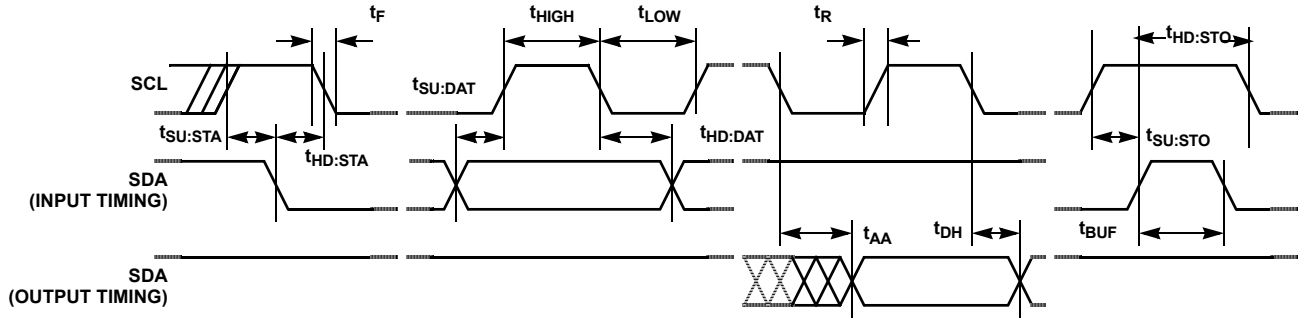 tF
tHIGH
tLOW
tR
tHD:STO
SCL
tSU:DAT
tSU:STA
tHD:STA
tHD:DAT
tSU:STO
SDA
(INPUT TIMING)
tAA
tDH
tBUF
SDA
(OUTPUT TIMING)